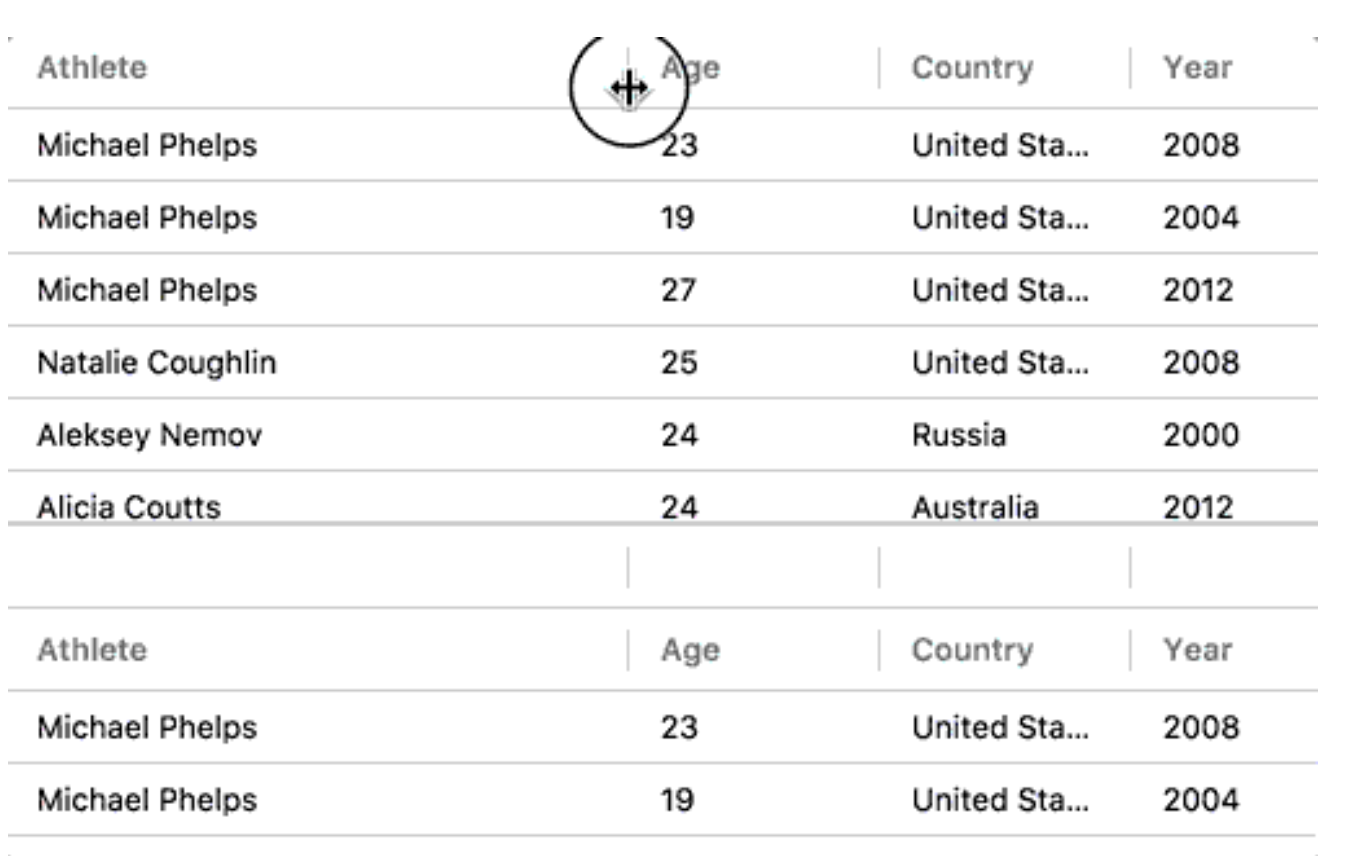 Athlete Age Country Year
Michael Phelps 23 United Sta... 2008
Michael Phelps 19 United Sta... 2004
Michael Phelps 27 United Sta... 2012
Natalie Coughlin 25 United Sta... 2008
Aleksey Nemov 24 Russia 2000
Alicia Coutts 24 Australia 2012
Athlete Age Country Year
Michael Phelps 23 United Sta... 2008
Michael Phelps 19 United Sta... 2004